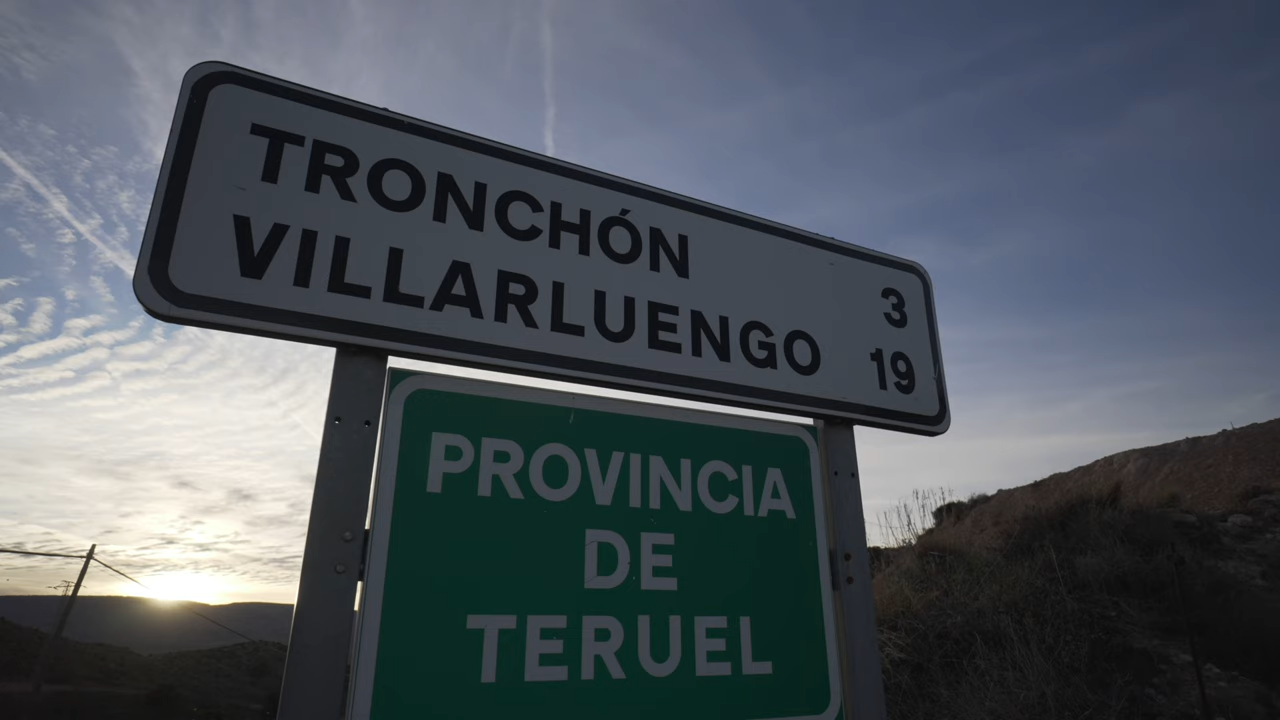 TRONCHÓN 3
VILLARLUENGO 19
PROVINCIA
DE
TERUEL